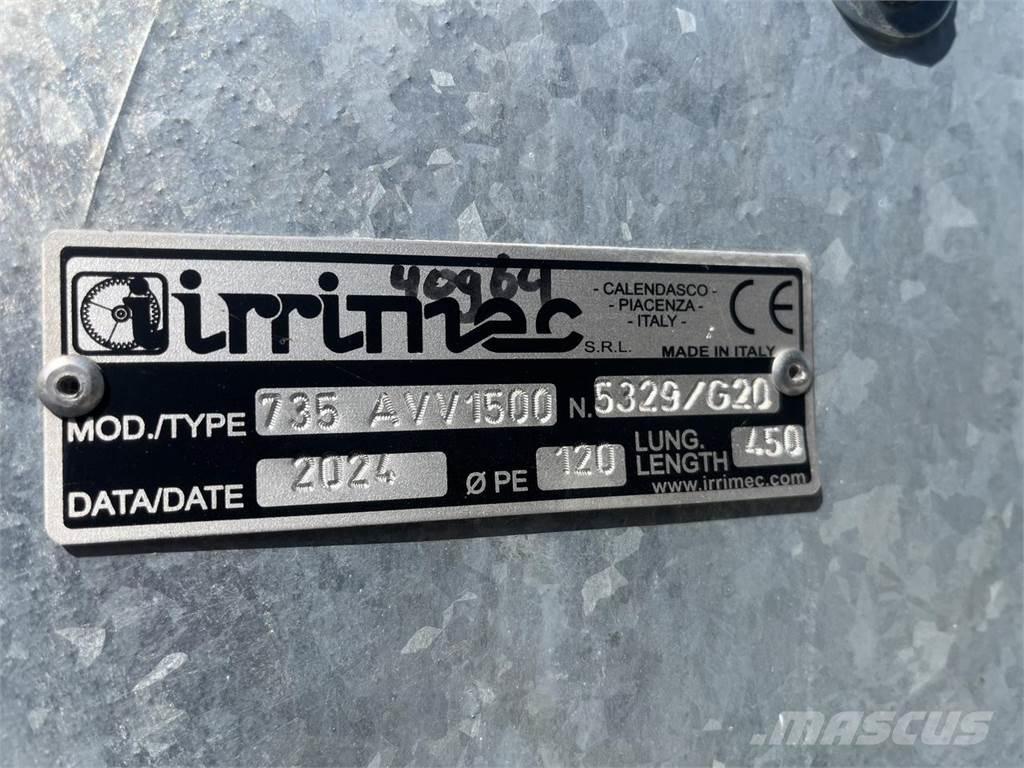 40964
irrimec
S.R.L.
- CALENDASCO -
- PIACENZA -
- ITALY -
CE
MADE IN ITALY
MOD./TYPE 735 AVV1500 N. 5329/G20
DATA/DATE 2024 Ø PE 120 LUNG. LENGTH 450
www.irrimec.com
MASCUS